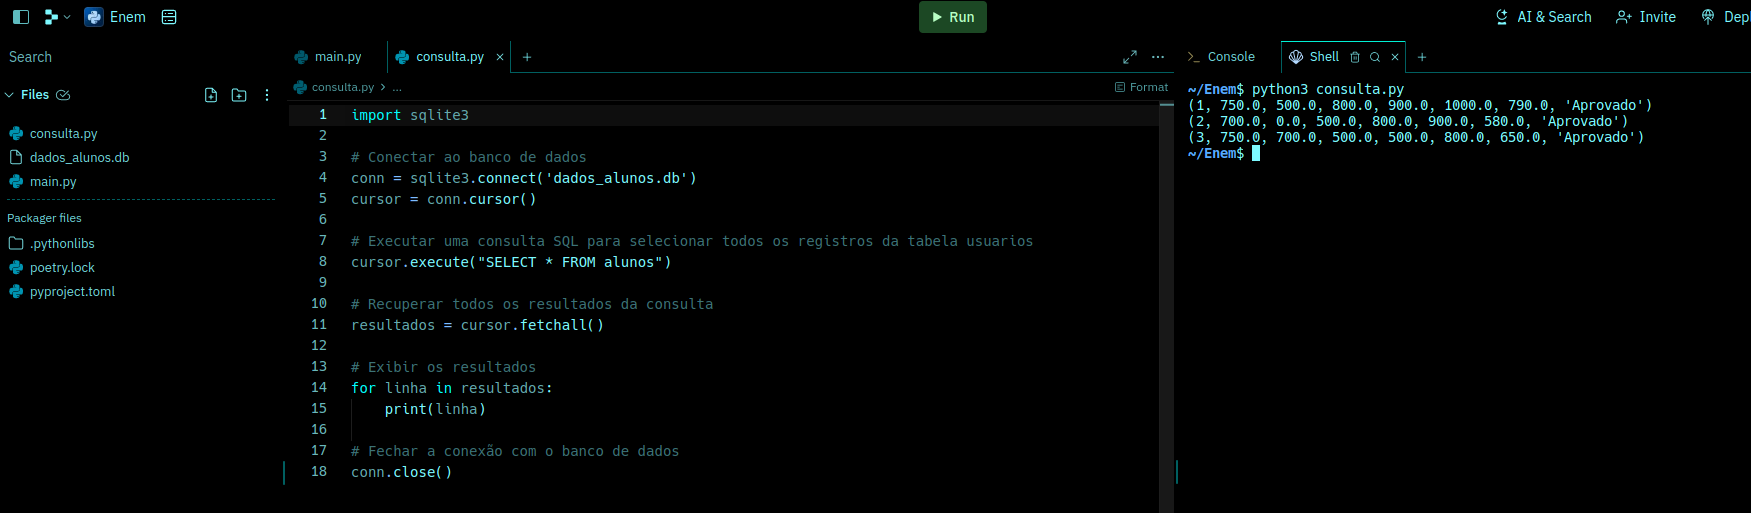 Enem
Run
AI & Search
Invite
Search
Files
consulta.py
dados_alunos.db
main.py
Packager files
.pythonlibs
poetry.lock
pyproject.toml
main.py
consulta.py × +
consulta.py > ...
Format
1 import sqlite3
2
3 # Conectar ao banco de dados
4 conn = sqlite3.connect('dados_alunos.db')
5 cursor = conn.cursor()
6
7 # Executar uma consulta SQL para selecionar todos os registros da tabela usuarios
8 cursor.execute("SELECT * FROM alunos")
9
10 # Recuperar todos os resultados da consulta
11 resultados = cursor.fetchall()
12
13 # Exibir os resultados
14 for linha in resultados:
15 print(linha)
16
17 # Fechar a conexão com o banco de dados
18 conn.close()
Console
Shell × +
~/Enem$ python3 consulta.py
(1, 750.0, 500.0, 800.0, 900.0, 1000.0, 790.0, 'Aprovado')
(2, 700.0, 0.0, 500.0, 800.0, 900.0, 580.0, 'Aprovado')
(3, 750.0, 700.0, 500.0, 500.0, 800.0, 650.0, 'Aprovado')
~/Enem$